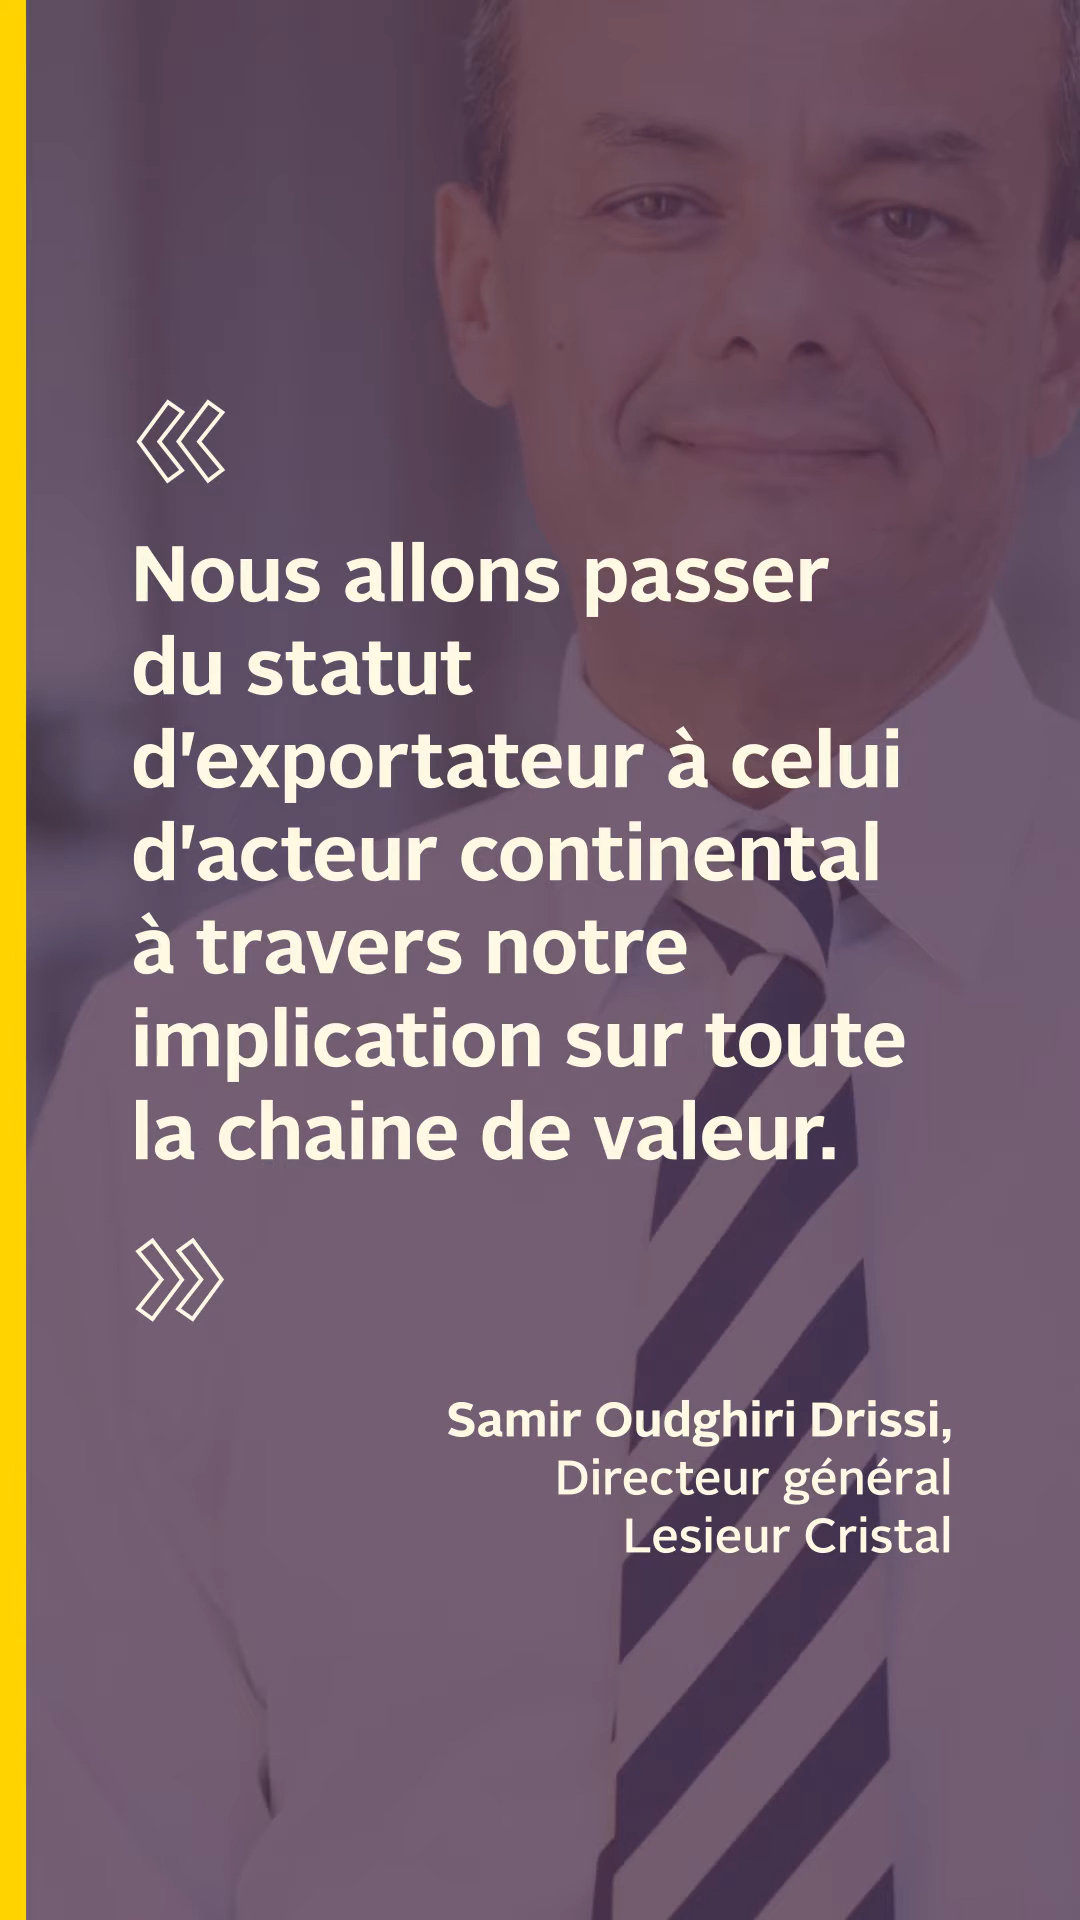 «
Nous allons passer
du statut
d'exportateur à celui
d'acteur continental
à travers notre
implication sur toute
la chaine de valeur.
»
Samir Oudghiri Drissi,
Directeur général
Lesieur Cristal